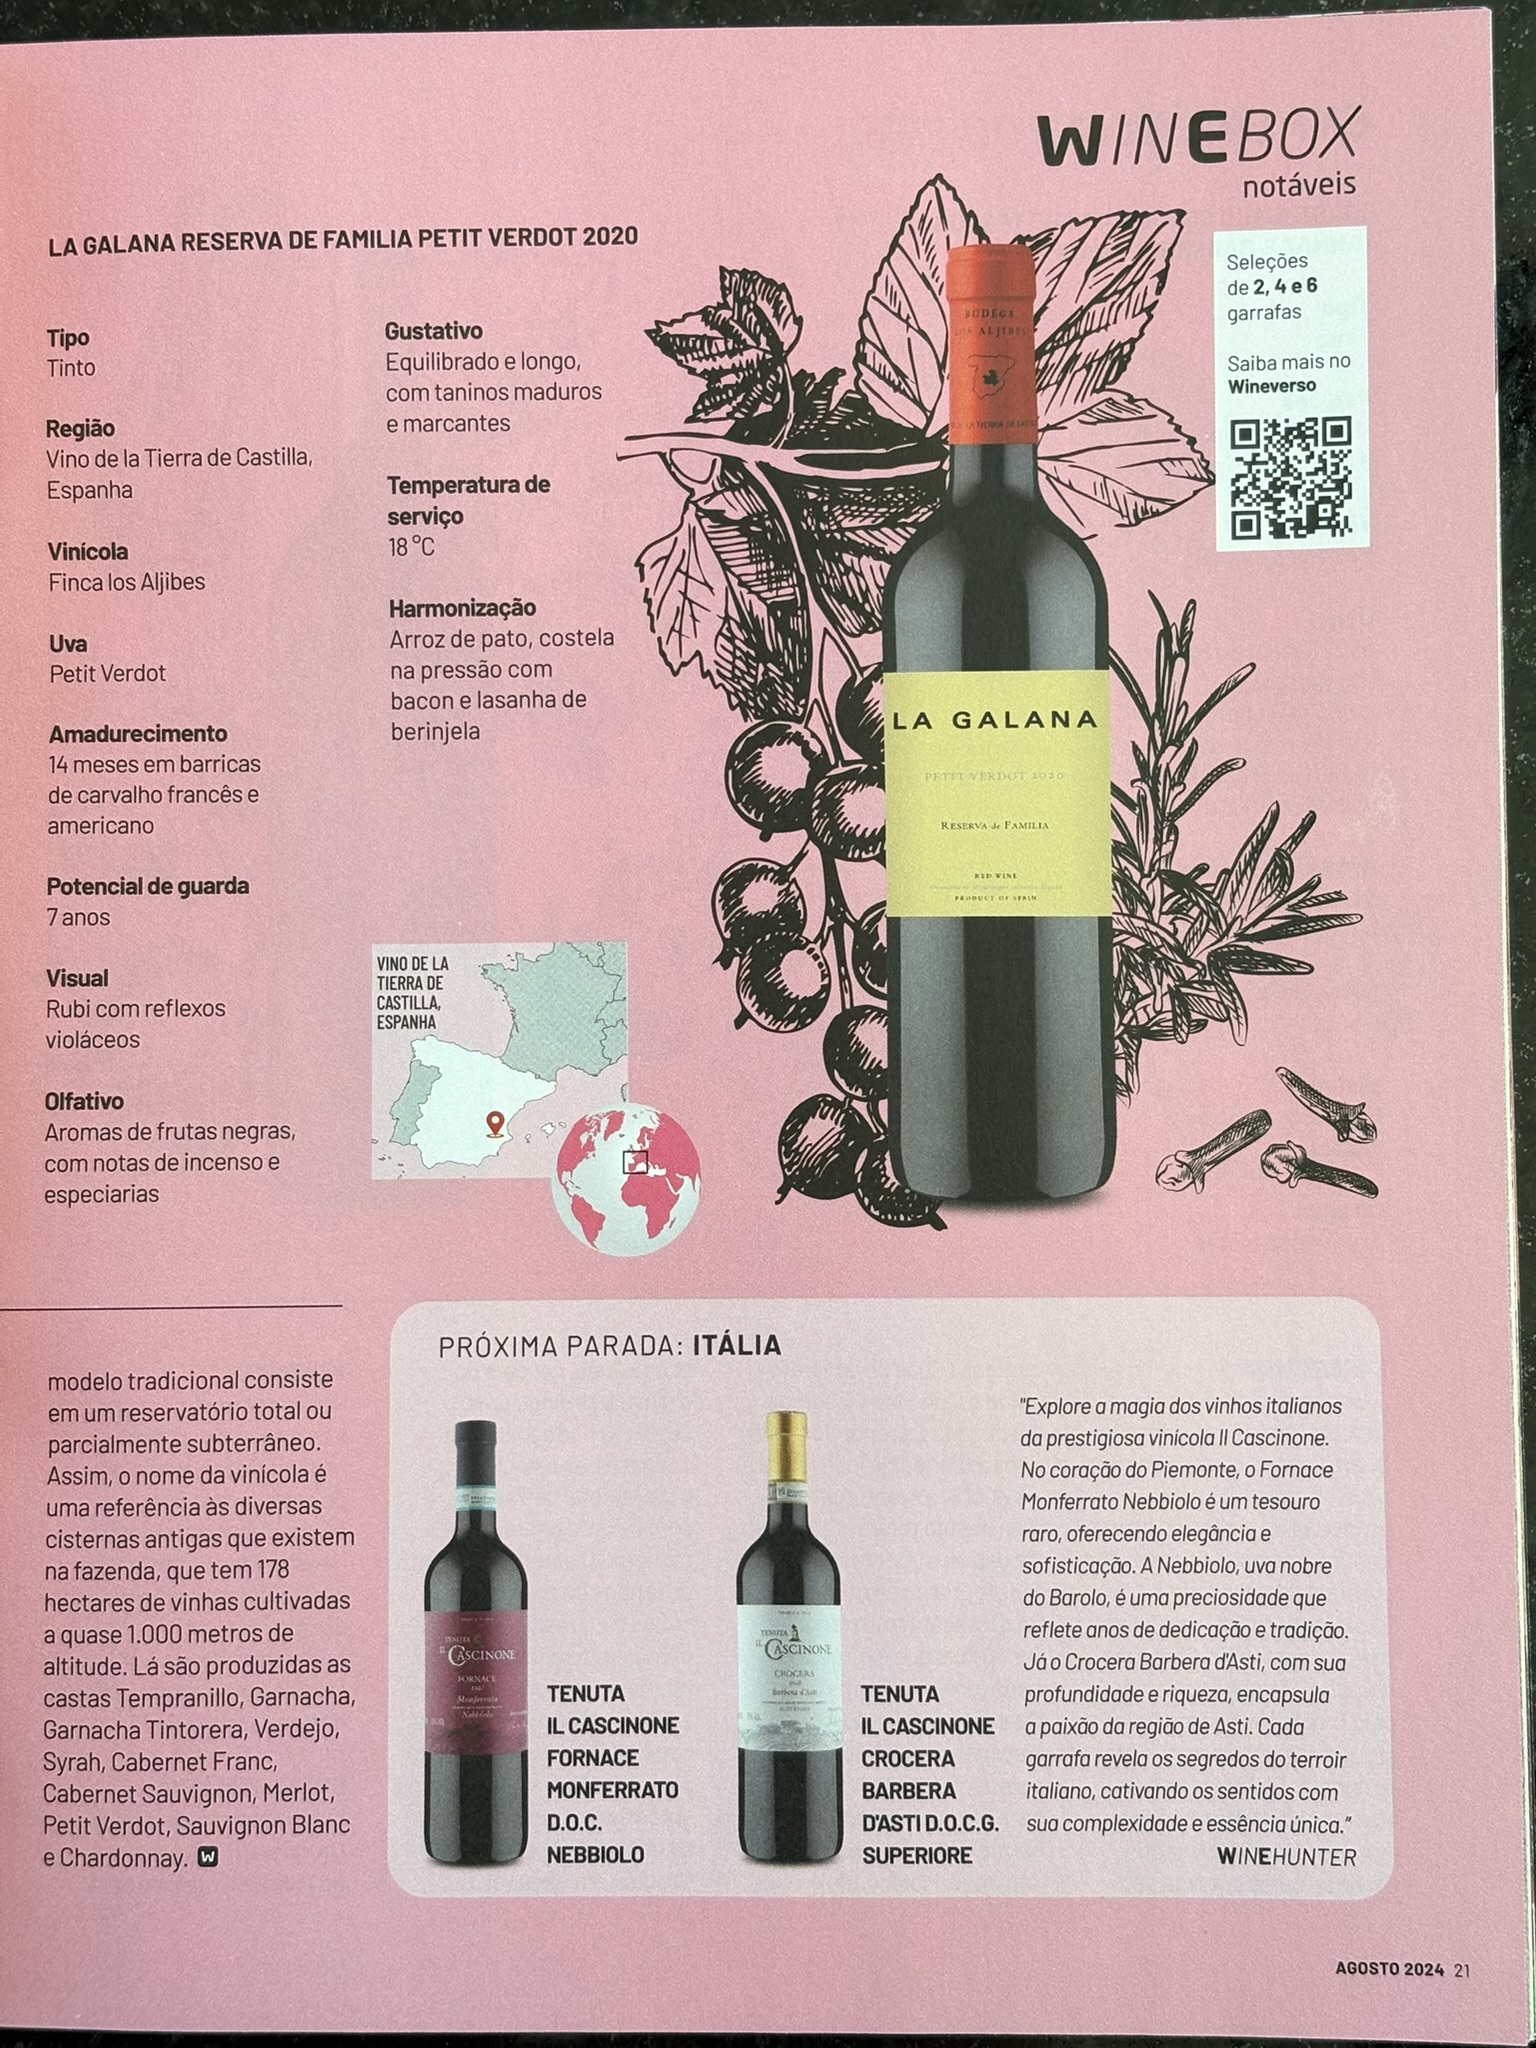 WINEBOX
notáveis
LA GALANA RESERVA DE FAMILIA PETIT VERDOT 2020
Tipo
Tinto
Região
Vino de la Tierra de Castilla,
Espanha
Vinícola
Finca los Aljibes
Uva
Petit Verdot
Amadurecimento
14 meses em barricas
de carvalho francês e
americano
Potencial de guarda
7 anos
Visual
Rubi com reflexos
violáceos
Olfativo
Aromas de frutas negras,
com notas de incenso e
especiarias
Gustativo
Equilibrado e longo,
com taninos maduros
e marcantes
Temperatura de
serviço
18 °C
Harmonização
Arroz de pato, costela
na pressão com
bacon e lasanha de
berinjela
VINO DE LA
TIERRA DE
CASTILLA,
ESPANHA
BODEGA
LOS ALJIBES
LA GALANA
PETIT VERDOT 2020
RESERVA de FAMILIA
RED WINE
PRODUCT OF SPAIN
Seleções
de 2, 4 e 6
garrafas
Saiba mais no
Wineverso
modelo tradicional consiste
em um reservatório total ou
parcialmente subterrâneo.
Assim, o nome da vinícola é
uma referência às diversas
cisternas antigas que existem
na fazenda, que tem 178
hectares de vinhas cultivadas
a quase 1.000 metros de
altitude. Lá são produzidas as
castas Tempranillo, Garnacha,
Garnacha Tintorera, Verdejo,
Syrah, Cabernet Franc,
Cabernet Sauvignon, Merlot,
Petit Verdot, Sauvignon Blanc
e Chardonnay. W
PRÓXIMA PARADA: ITÁLIA
TENUTA
IL CASCINONE
FORNACE
Monferrato
Nebbiolo
TENUTA
IL CASCINONE
FORNACE
MONFERRATO
D.O.C.
NEBBIOLO
TENUTA
IL CASCINONE
CROCERA
Barbera d'Asti
SUPERIORE
TENUTA
IL CASCINONE
CROCERA
BARBERA
D'ASTI D.O.C.G.
SUPERIORE
"Explore a magia dos vinhos italianos
da prestigiosa vinícola Il Cascinone.
No coração do Piemonte, o Fornace
Monferrato Nebbiolo é um tesouro
raro, oferecendo elegância e
sofisticação. A Nebbiolo, uva nobre
do Barolo, é uma preciosidade que
reflete anos de dedicação e tradição.
Já o Crocera Barbera d'Asti, com sua
profundidade e riqueza, encapsula
a paixão da região de Asti. Cada
garrafa revela os segredos do terroir
italiano, cativando os sentidos com
sua complexidade e essência única."
WINEHUNTER
AGOSTO 2024 21